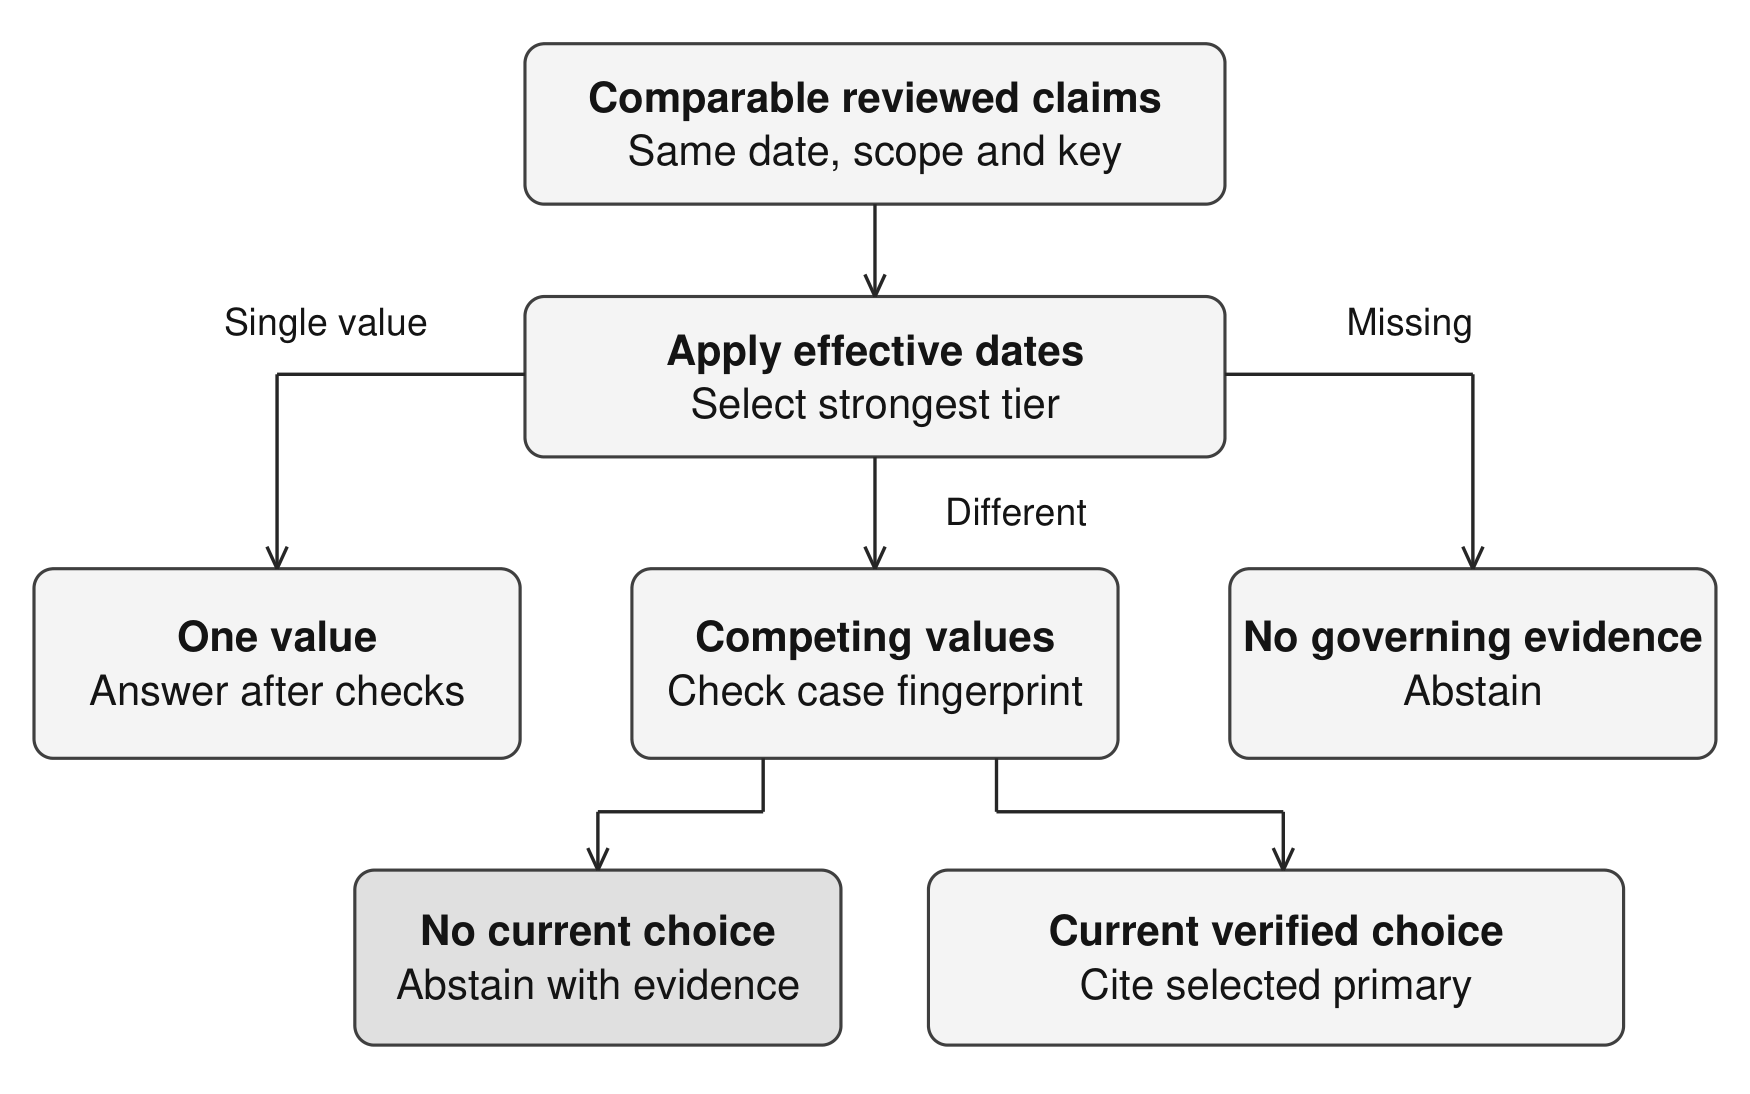 Comparable reviewed claims
Same date, scope and key
Single value
Missing
Apply effective dates
Select strongest tier
Different
One value
Answer after checks
Competing values
Check case fingerprint
No governing evidence
Abstain
No current choice
Abstain with evidence
Current verified choice
Cite selected primary